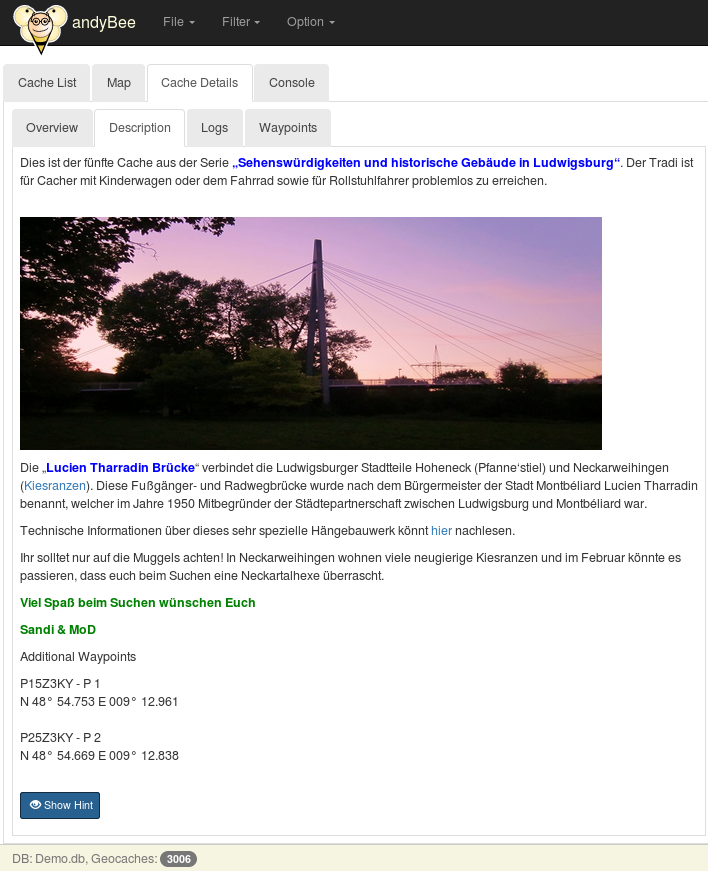 andyBee File Filter Option
Cache List Map Cache Details Console
Overview Description Logs Waypoints
Dies ist der fünfte Cache aus der Serie „Sehenswürdigkeiten und historische Gebäude in Ludwigsburg“. Der Tradi ist
für Cacher mit Kinderwagen oder dem Fahrrad sowie für Rollstuhlfahrer problemlos zu erreichen.
Die „Lucien Tharradin Brücke“ verbindet die Ludwigsburger Stadtteile Hoheneck (Pfanne‘stiel) und Neckarweihingen
(Kiesranzen). Diese Fußgänger- und Radwegbrücke wurde nach dem Bürgermeister der Stadt Montbéliard Lucien Tharradin
benannt, welcher im Jahre 1950 Mitbegründer der Städtepartnerschaft zwischen Ludwigsburg und Montbéliard war.
Technische Informationen über dieses sehr spezielle Hängebauwerk könnt hier nachlesen.
Ihr solltet nur auf die Muggels achten! In Neckarweihingen wohnen viele neugierige Kiesranzen und im Februar könnte es
passieren, dass euch beim Suchen eine Neckartalhexe überrascht.
Viel Spaß beim Suchen wünschen Euch
Sandi & MoD
Additional Waypoints
P15Z3KY - P 1
N 48° 54.753 E 009° 12.961
P25Z3KY - P 2
N 48° 54.669 E 009° 12.838
Show Hint
DB: Demo.db, Geocaches: 3006